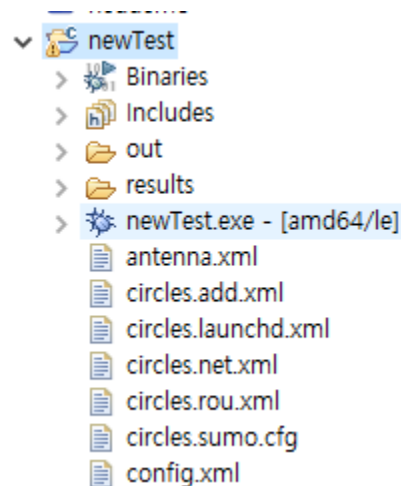 newTest
Binaries
Includes
out
results
newTest.exe - [amd64/le]
antenna.xml
circles.add.xml
circles.launchd.xml
circles.net.xml
circles.rou.xml
circles.sumo.cfg
config.xml